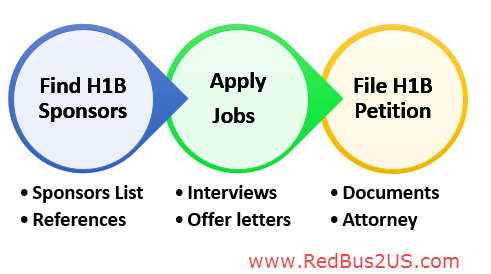 Find H1B
Sponsors
Apply
Jobs
File H1B
Petition
• Sponsors List
• References
• Interviews
• Offer letters
• Documents
• Attorney
www.RedBus2US.com